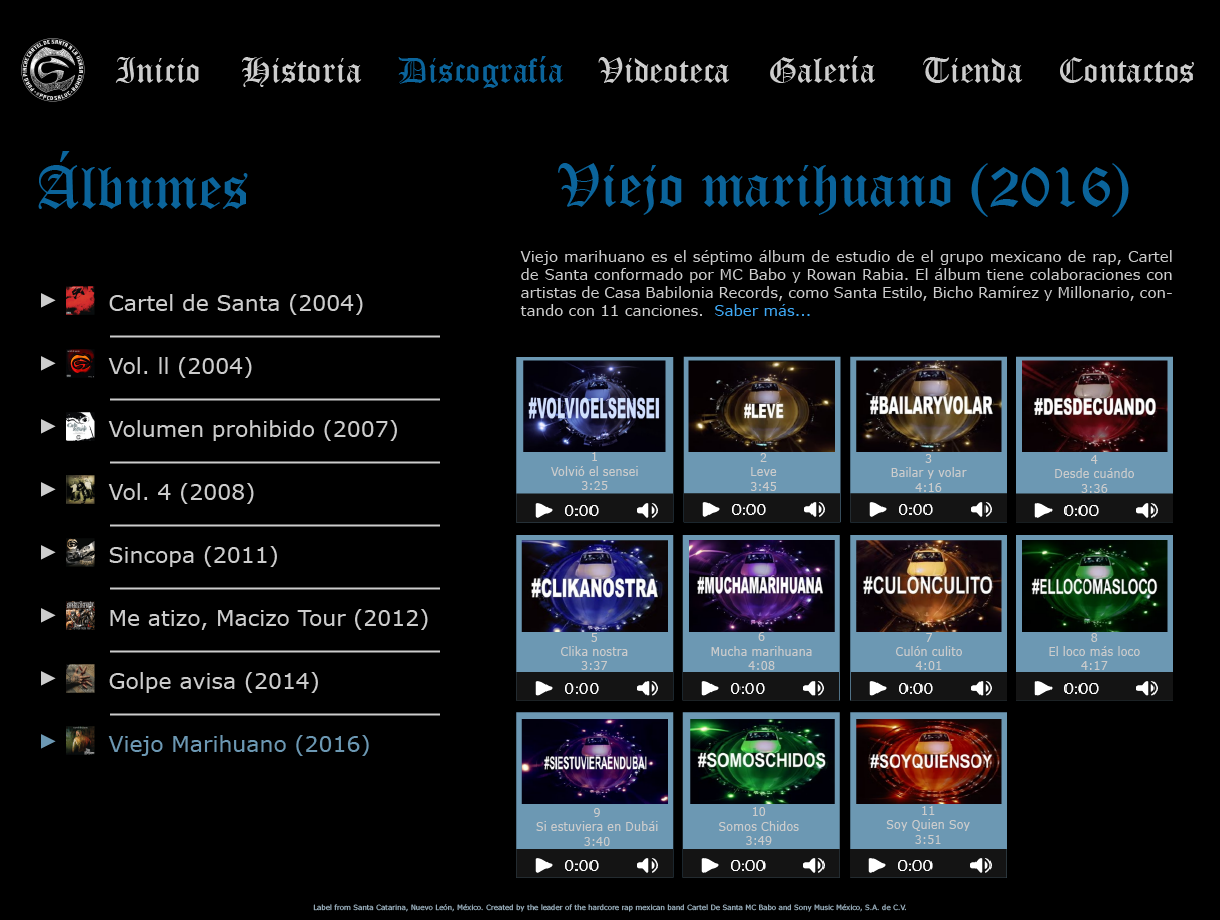 Inicio Historia Discografía Videoteca Galería Tienda Contactos
Álbumes
Cartel de Santa (2004)
Vol. ll (2004)
Volumen prohibido (2007)
Vol. 4 (2008)
Sincopa (2011)
Me atizo, Macizo Tour (2012)
Golpe avisa (2014)
Viejo Marihuano (2016)
Viejo marihuano (2016)
Viejo marihuano es el séptimo álbum de estudio de el grupo mexicano de rap, Cartel
de Santa conformado por MC Babo y Rowan Rabia. El álbum tiene colaboraciones con
artistas de Casa Babilonia Records, como Santa Estilo, Bicho Ramírez y Millonario, con-
tando con 11 canciones. Saber más...
#VOLVIOELSENSEI
1
Volvió el sensei
3:25
0:00
#LEVE
2
Leve
3:45
0:00
#BAILARYVOLAR
3
Bailar y volar
4:16
0:00
#DESDECUANDO
4
Desde cuándo
3:36
0:00
#CLIKANOSTRA
5
Clika nostra
3:37
0:00
#MUCHAMARIHUANA
6
Mucha marihuana
4:08
0:00
#CULONCULITO
7
Culón culito
4:01
0:00
#ELLOCOMASLOCO
8
El loco más loco
4:17
0:00
#SIESTUVIERAENDUBAI
9
Si estuviera en Dubái
3:40
0:00
#SOMOSCHIDOS
10
Somos Chidos
3:49
0:00
#SOYQUIENSOY
11
Soy Quien Soy
3:51
0:00
Label from Santa Catarina, Nuevo León, México. Created by the leader of the hardcore rap mexican band Cartel De Santa MC Babo and Sony Music México, S.A. de C.V.